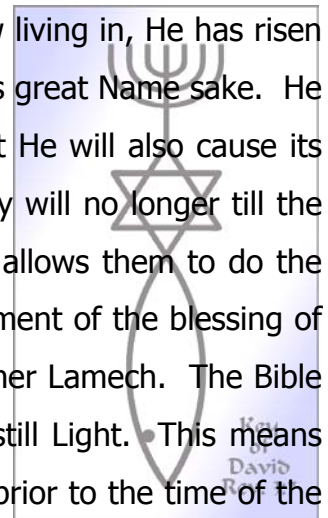 living in, He has risen
great Name sake. He
He will also cause its
will no longer till the
allows them to do the
ment of the blessing of
her Lamech. The Bible
still Light. This means
prior to the time of the
Key
of
David